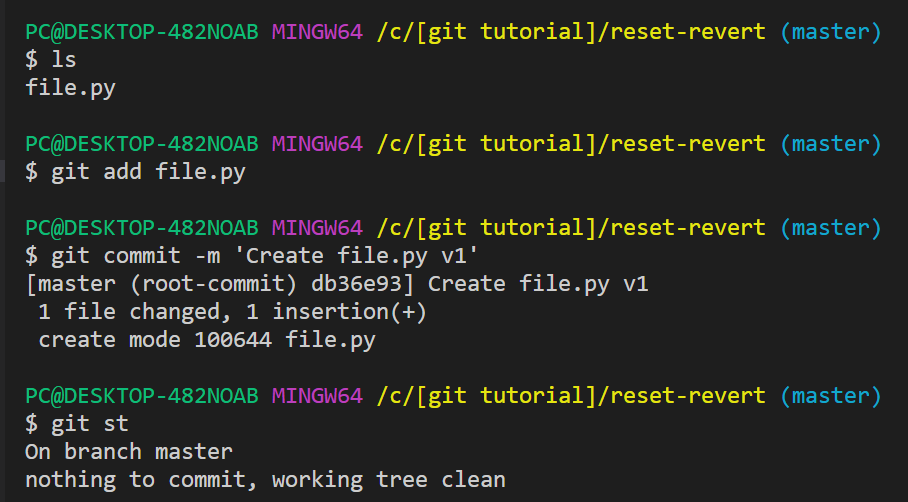 PC@DESKTOP-482NOAB MINGW64 /c/[git tutorial]/reset-revert (master)
$ ls
file.py
PC@DESKTOP-482NOAB MINGW64 /c/[git tutorial]/reset-revert (master)
$ git add file.py
PC@DESKTOP-482NOAB MINGW64 /c/[git tutorial]/reset-revert (master)
$ git commit -m 'Create file.py v1'
[master (root-commit) db36e93] Create file.py v1
 1 file changed, 1 insertion(+)
 create mode 100644 file.py
PC@DESKTOP-482NOAB MINGW64 /c/[git tutorial]/reset-revert (master)
$ git st
On branch master
nothing to commit, working tree clean